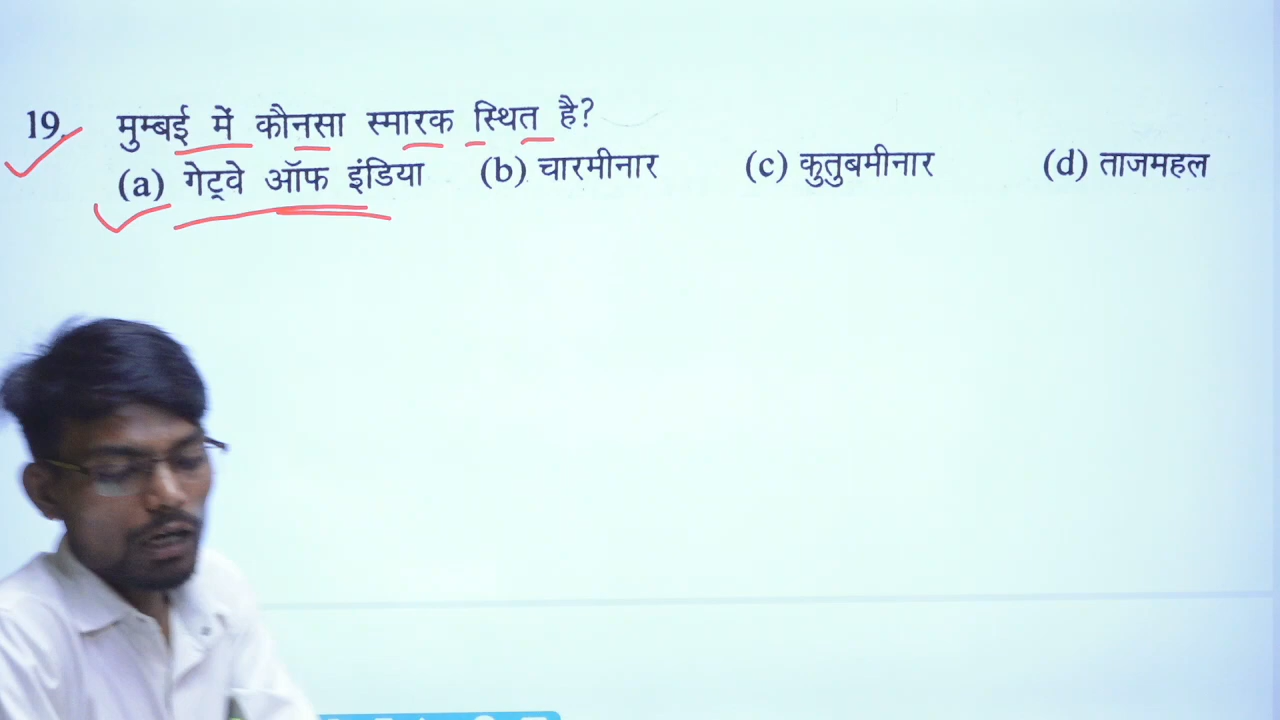 19. मुम्बई में कौनसा स्मारक स्थित है?
(a) गेट्वे ऑफ इंडिया (b) चारमीनार (c) कुतुबमीनार (d) ताजमहल